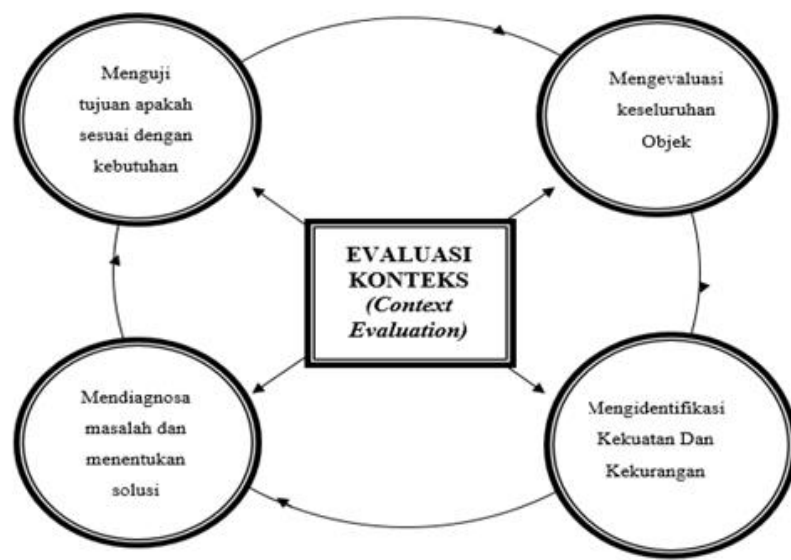 Menguji
tujuan apakah
sesuai dengan
kebutuhan
Mengevaluasi
keseluruhan
Objek
EVALUASI
KONTEKS
(Context
Evaluation)
Mendiagnosa
masalah dan
menentukan
solusi
Mengidentifikasi
Kekuatan Dan
Kekurangan